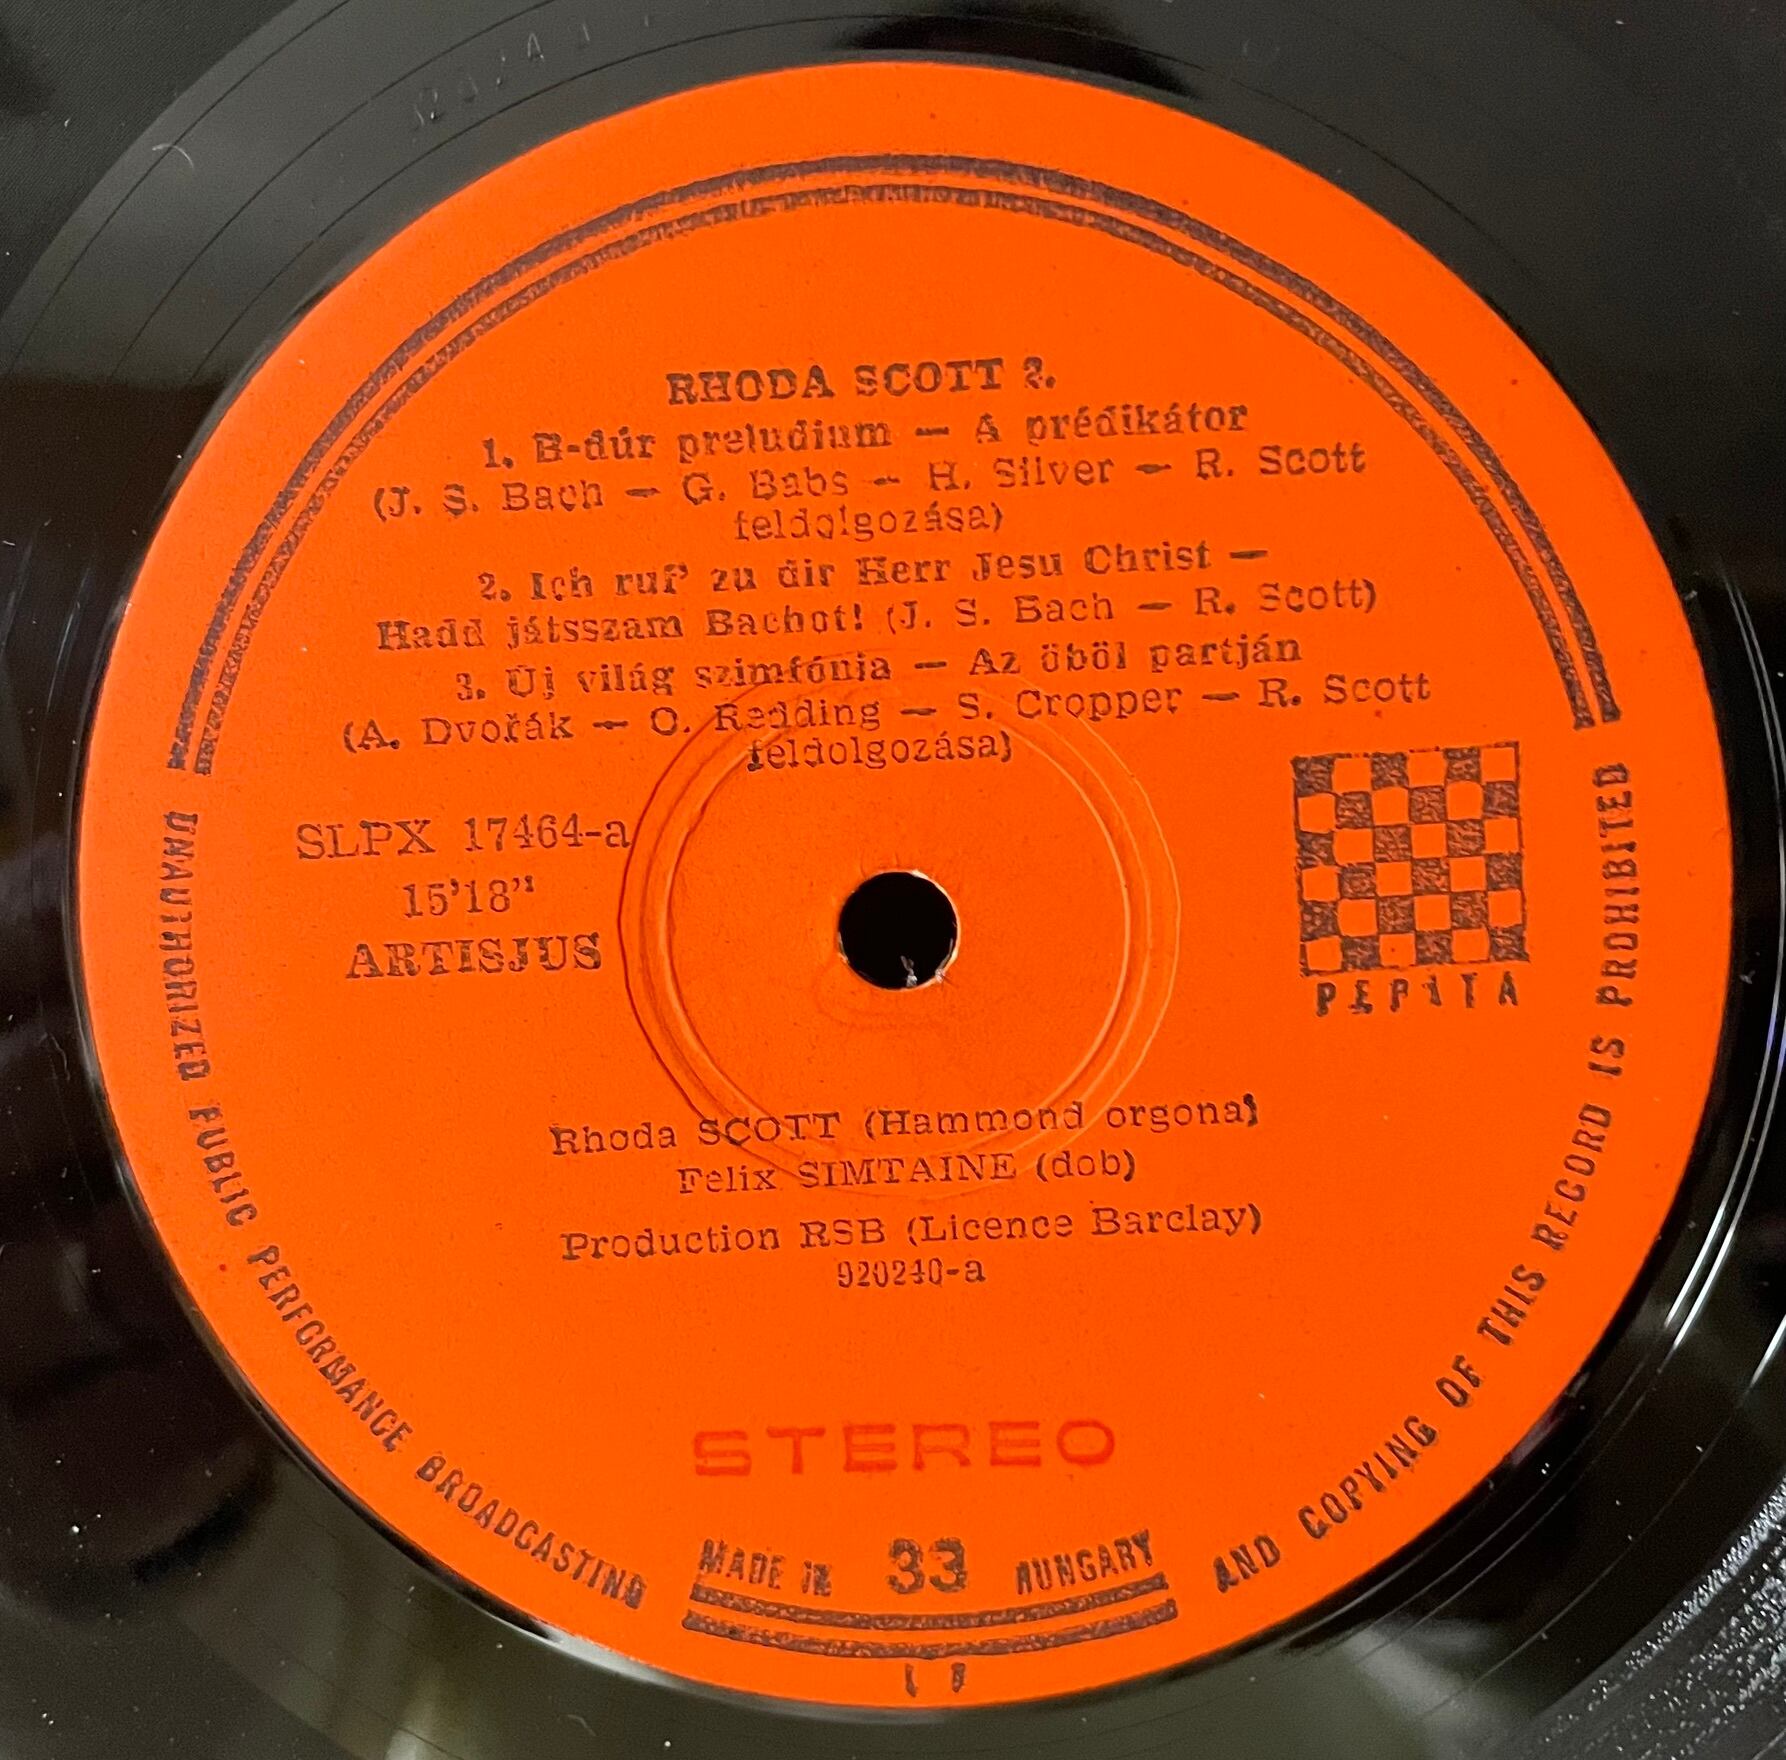 RHODA SCOTT 2.
1. B-dúr preludium — A prédikátor
(J. S. Bach — G. Babs — H. Silver — R. Scott
feldolgozása)
2. Ich ruf’ zu dir Herr Jesu Christ —
Hadd játsszam Bachot! (J. S. Bach — R. Scott)
3. Új világ szimfónia — Az öböl partján
(A. Dvořák — O. Redding — S. Cropper — R. Scott
feldolgozása)
SLPX 17464-a
15’18”
ARTISJUS
PEPITA
Rhoda SCOTT (Hammond orgona)
Felix SIMTAINE (dob)
Production RSB (Licence Barclay)
920240-a
STEREO
MADE IN 33 HUNGARY
UNAUTHORIZED PUBLIC PERFORMANCE BROADCASTING AND COPYING OF THIS RECORD IS PROHIBITED